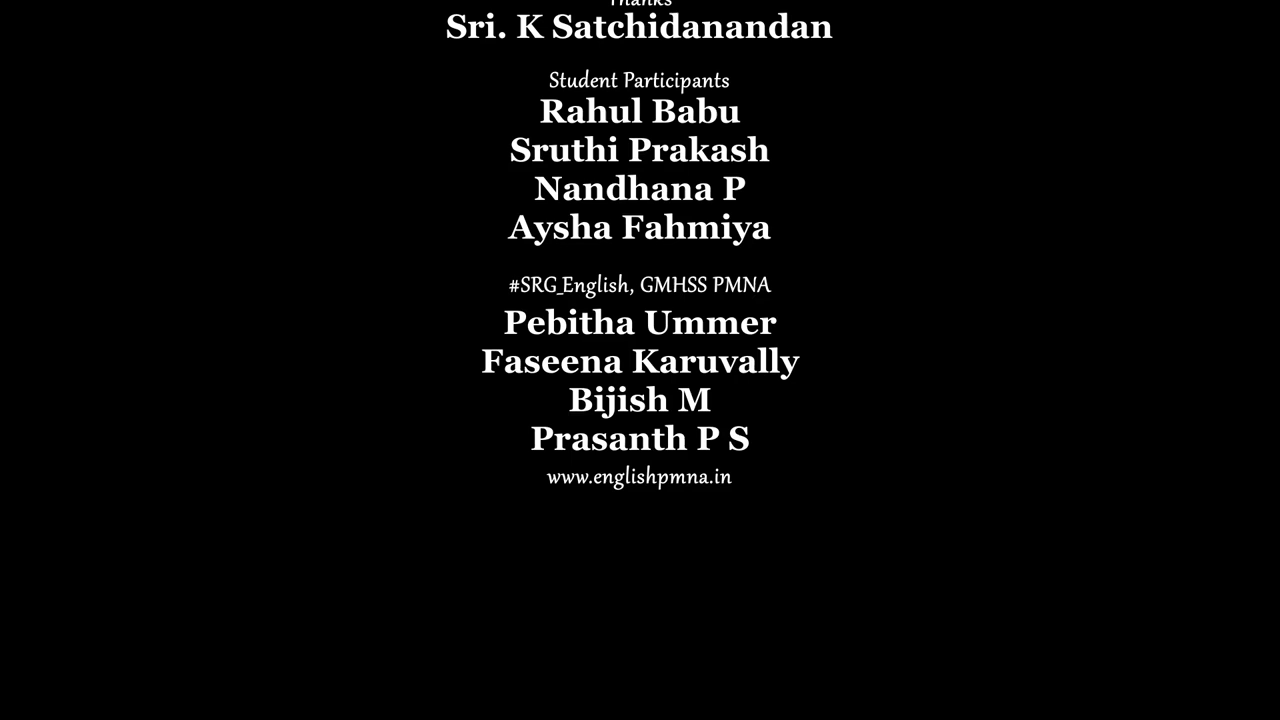 Thanks
Sri. K Satchidanandan
Student Participants
Rahul Babu
Sruthi Prakash
Nandhana P
Aysha Fahmiya
#SRG_English, GMHSS PMNA
Pebitha Ummer
Faseena Karuvally
Bijish M
Prasanth P S
www.englishpmna.in